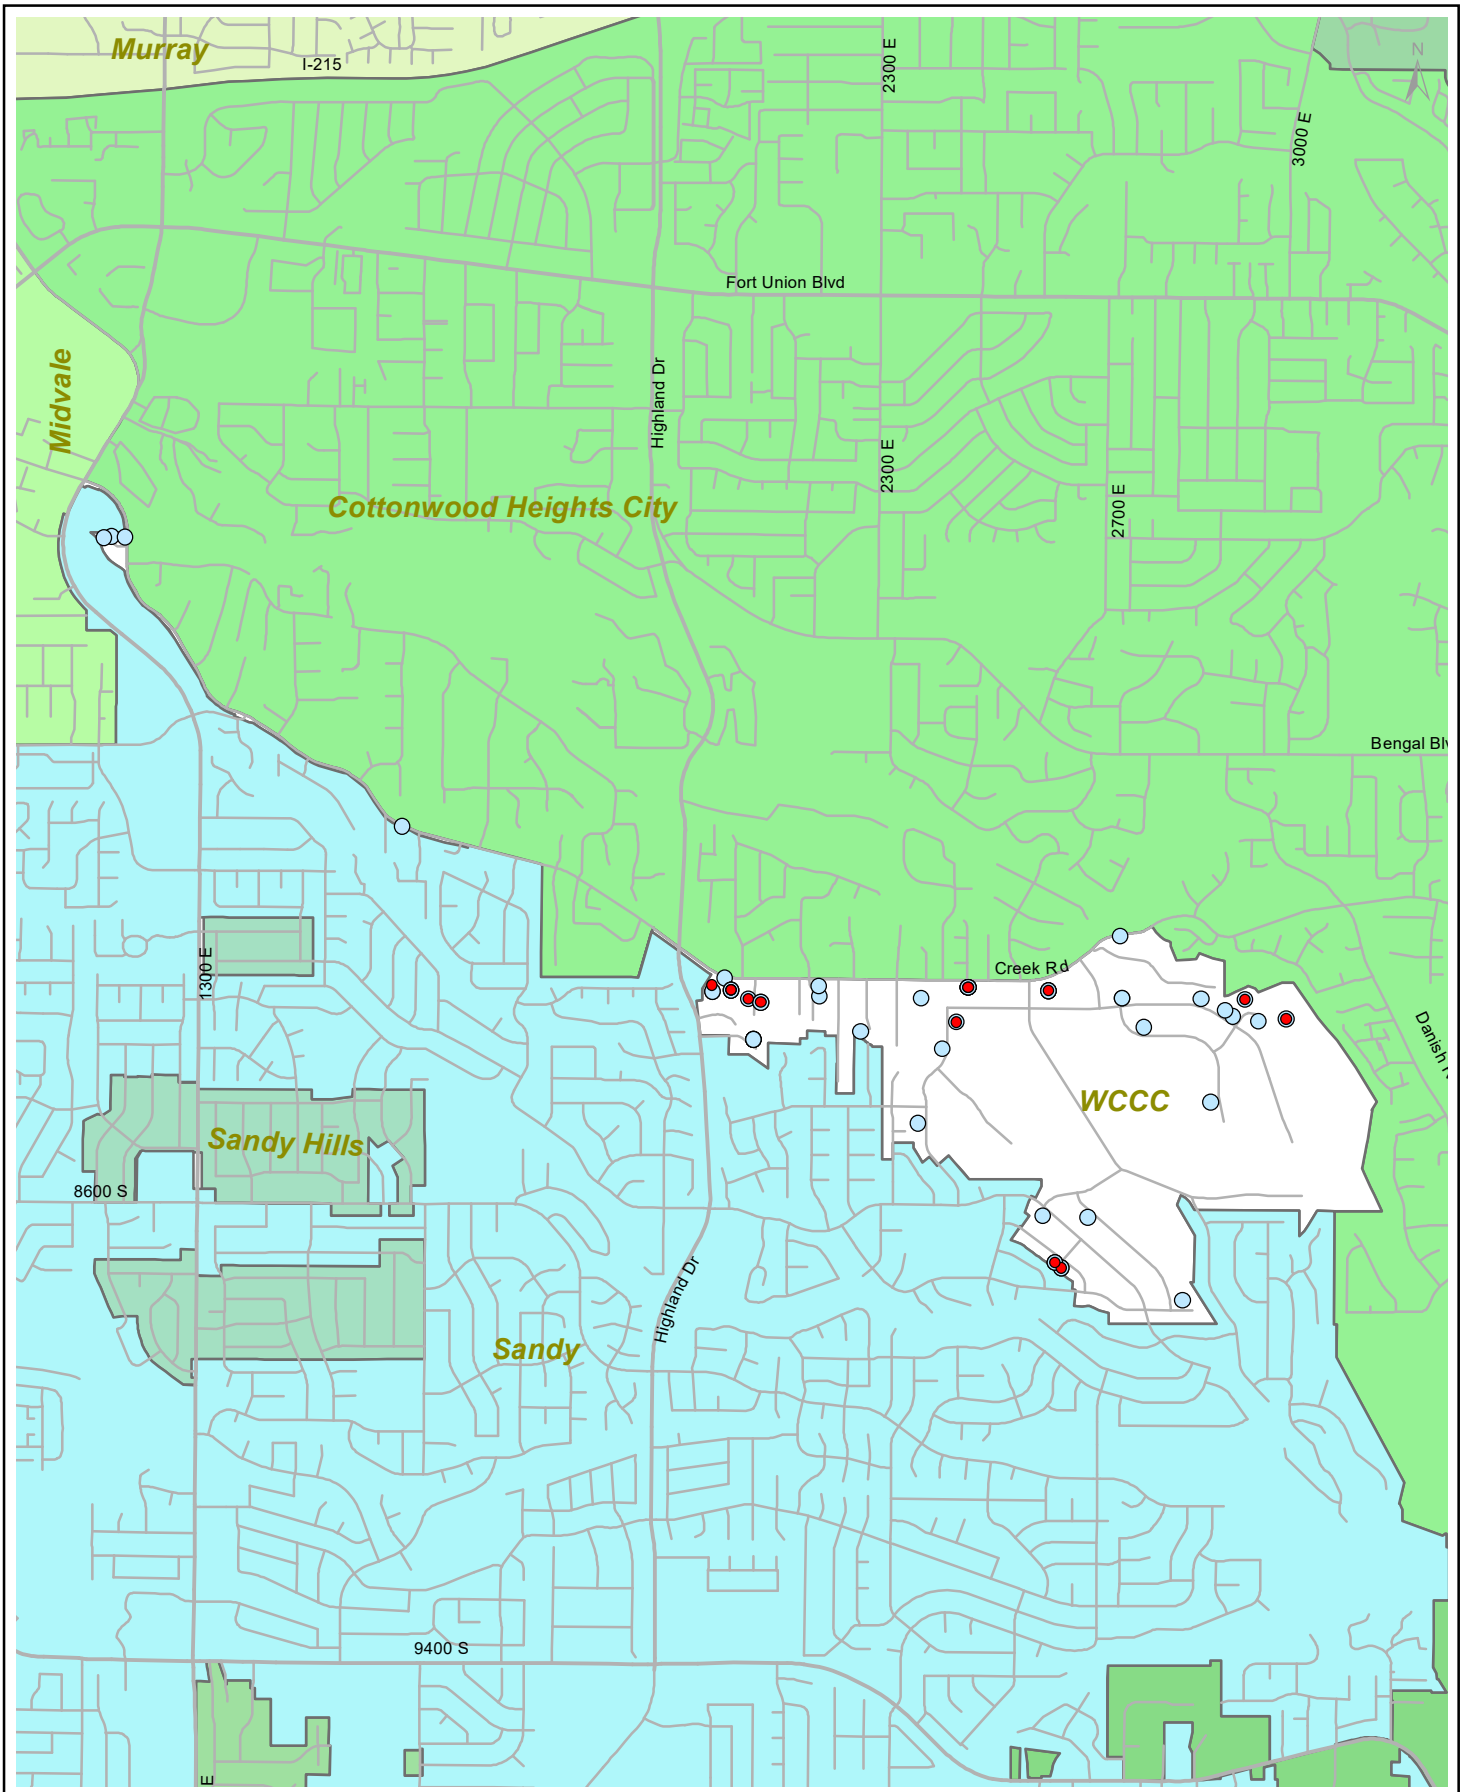 Murray
I-215
2300 E
N
3000 E
Fort Union Blvd
Midvale
Highland Dr
2300 E
Cottonwood Heights City
2700 E
Bengal Blv
1300 E
Creek Rd
Danish R
WCCC
Sandy Hills
8600 S
Highland Dr
Sandy
9400 S
E